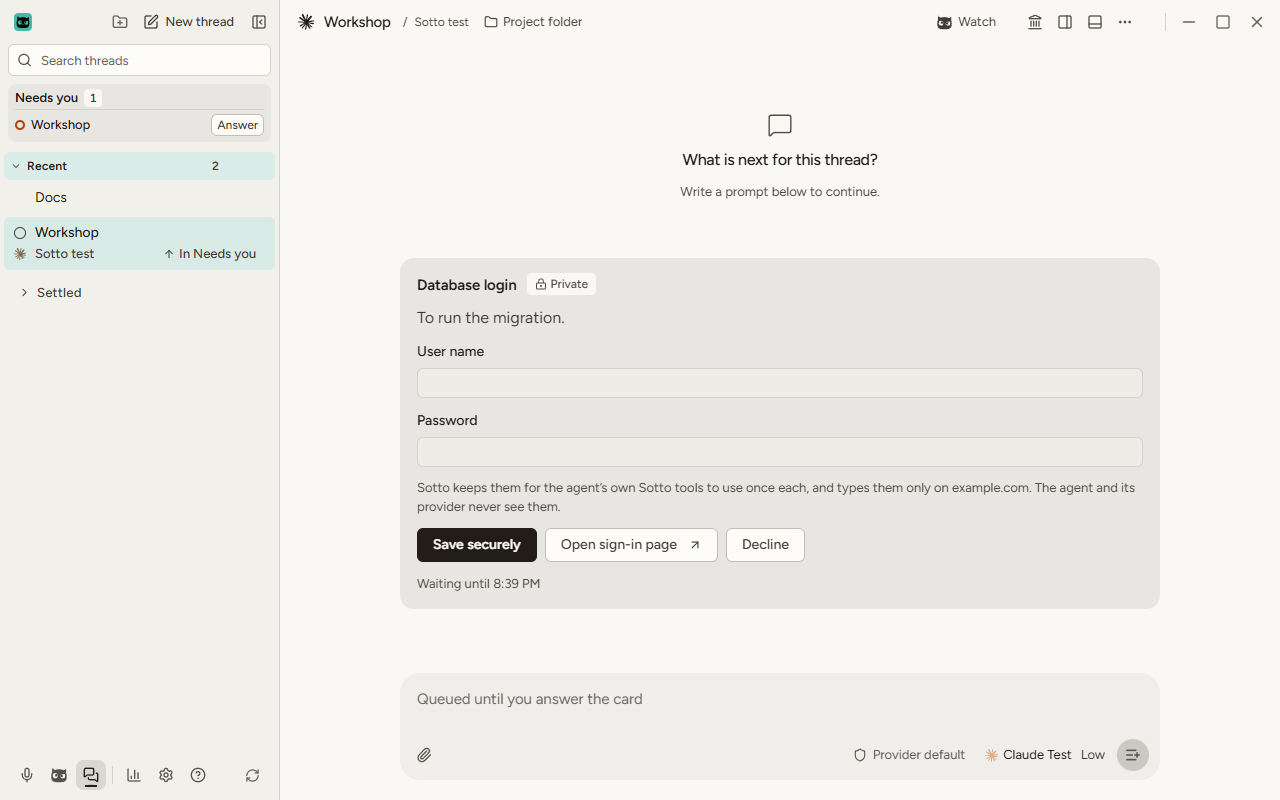 New thread
Search threads
Needs you 1
Workshop Answer
Recent 2
Docs
Workshop
Sotto test In Needs you
Settled
Workshop / Sotto test Project folder Watch
What is next for this thread?
Write a prompt below to continue.
Database login Private
To run the migration.
User name
Password
Sotto keeps them for the agent’s own Sotto tools to use once each, and types them only on example.com. The agent and its
provider never see them.
Save securely Open sign-in page Decline
Waiting until 8:39 PM
Queued until you answer the card
Provider default Claude Test Low